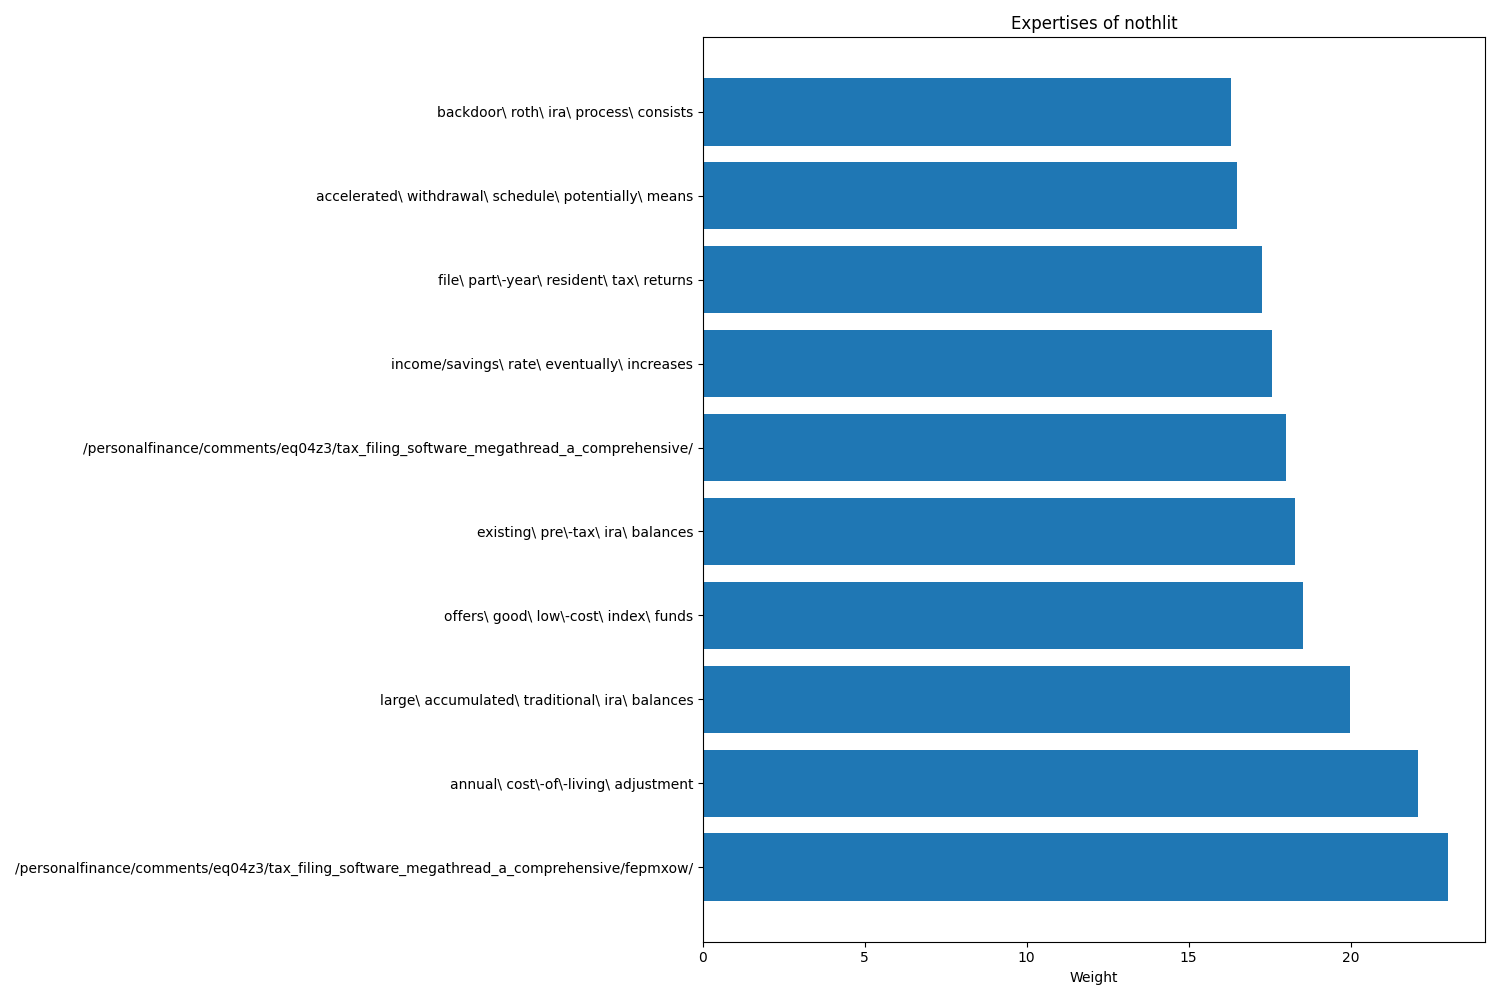 Expertises of nothlit
backdoor\ roth\ ira\ process\ consists
accelerated\ withdrawal\ schedule\ potentially\ means
file\ part\-year\ resident\ tax\ returns
income/savings\ rate\ eventually\ increases
/personalfinance/comments/eq04z3/tax_filing_software_megathread_a_comprehensive/
existing\ pre\-tax\ ira\ balances
offers\ good\ low\-cost\ index\ funds
large\ accumulated\ traditional\ ira\ balances
annual\ cost\-of\-living\ adjustment
/personalfinance/comments/eq04z3/tax_filing_software_megathread_a_comprehensive/fepmxow/
0 5 10 15 20
Weight